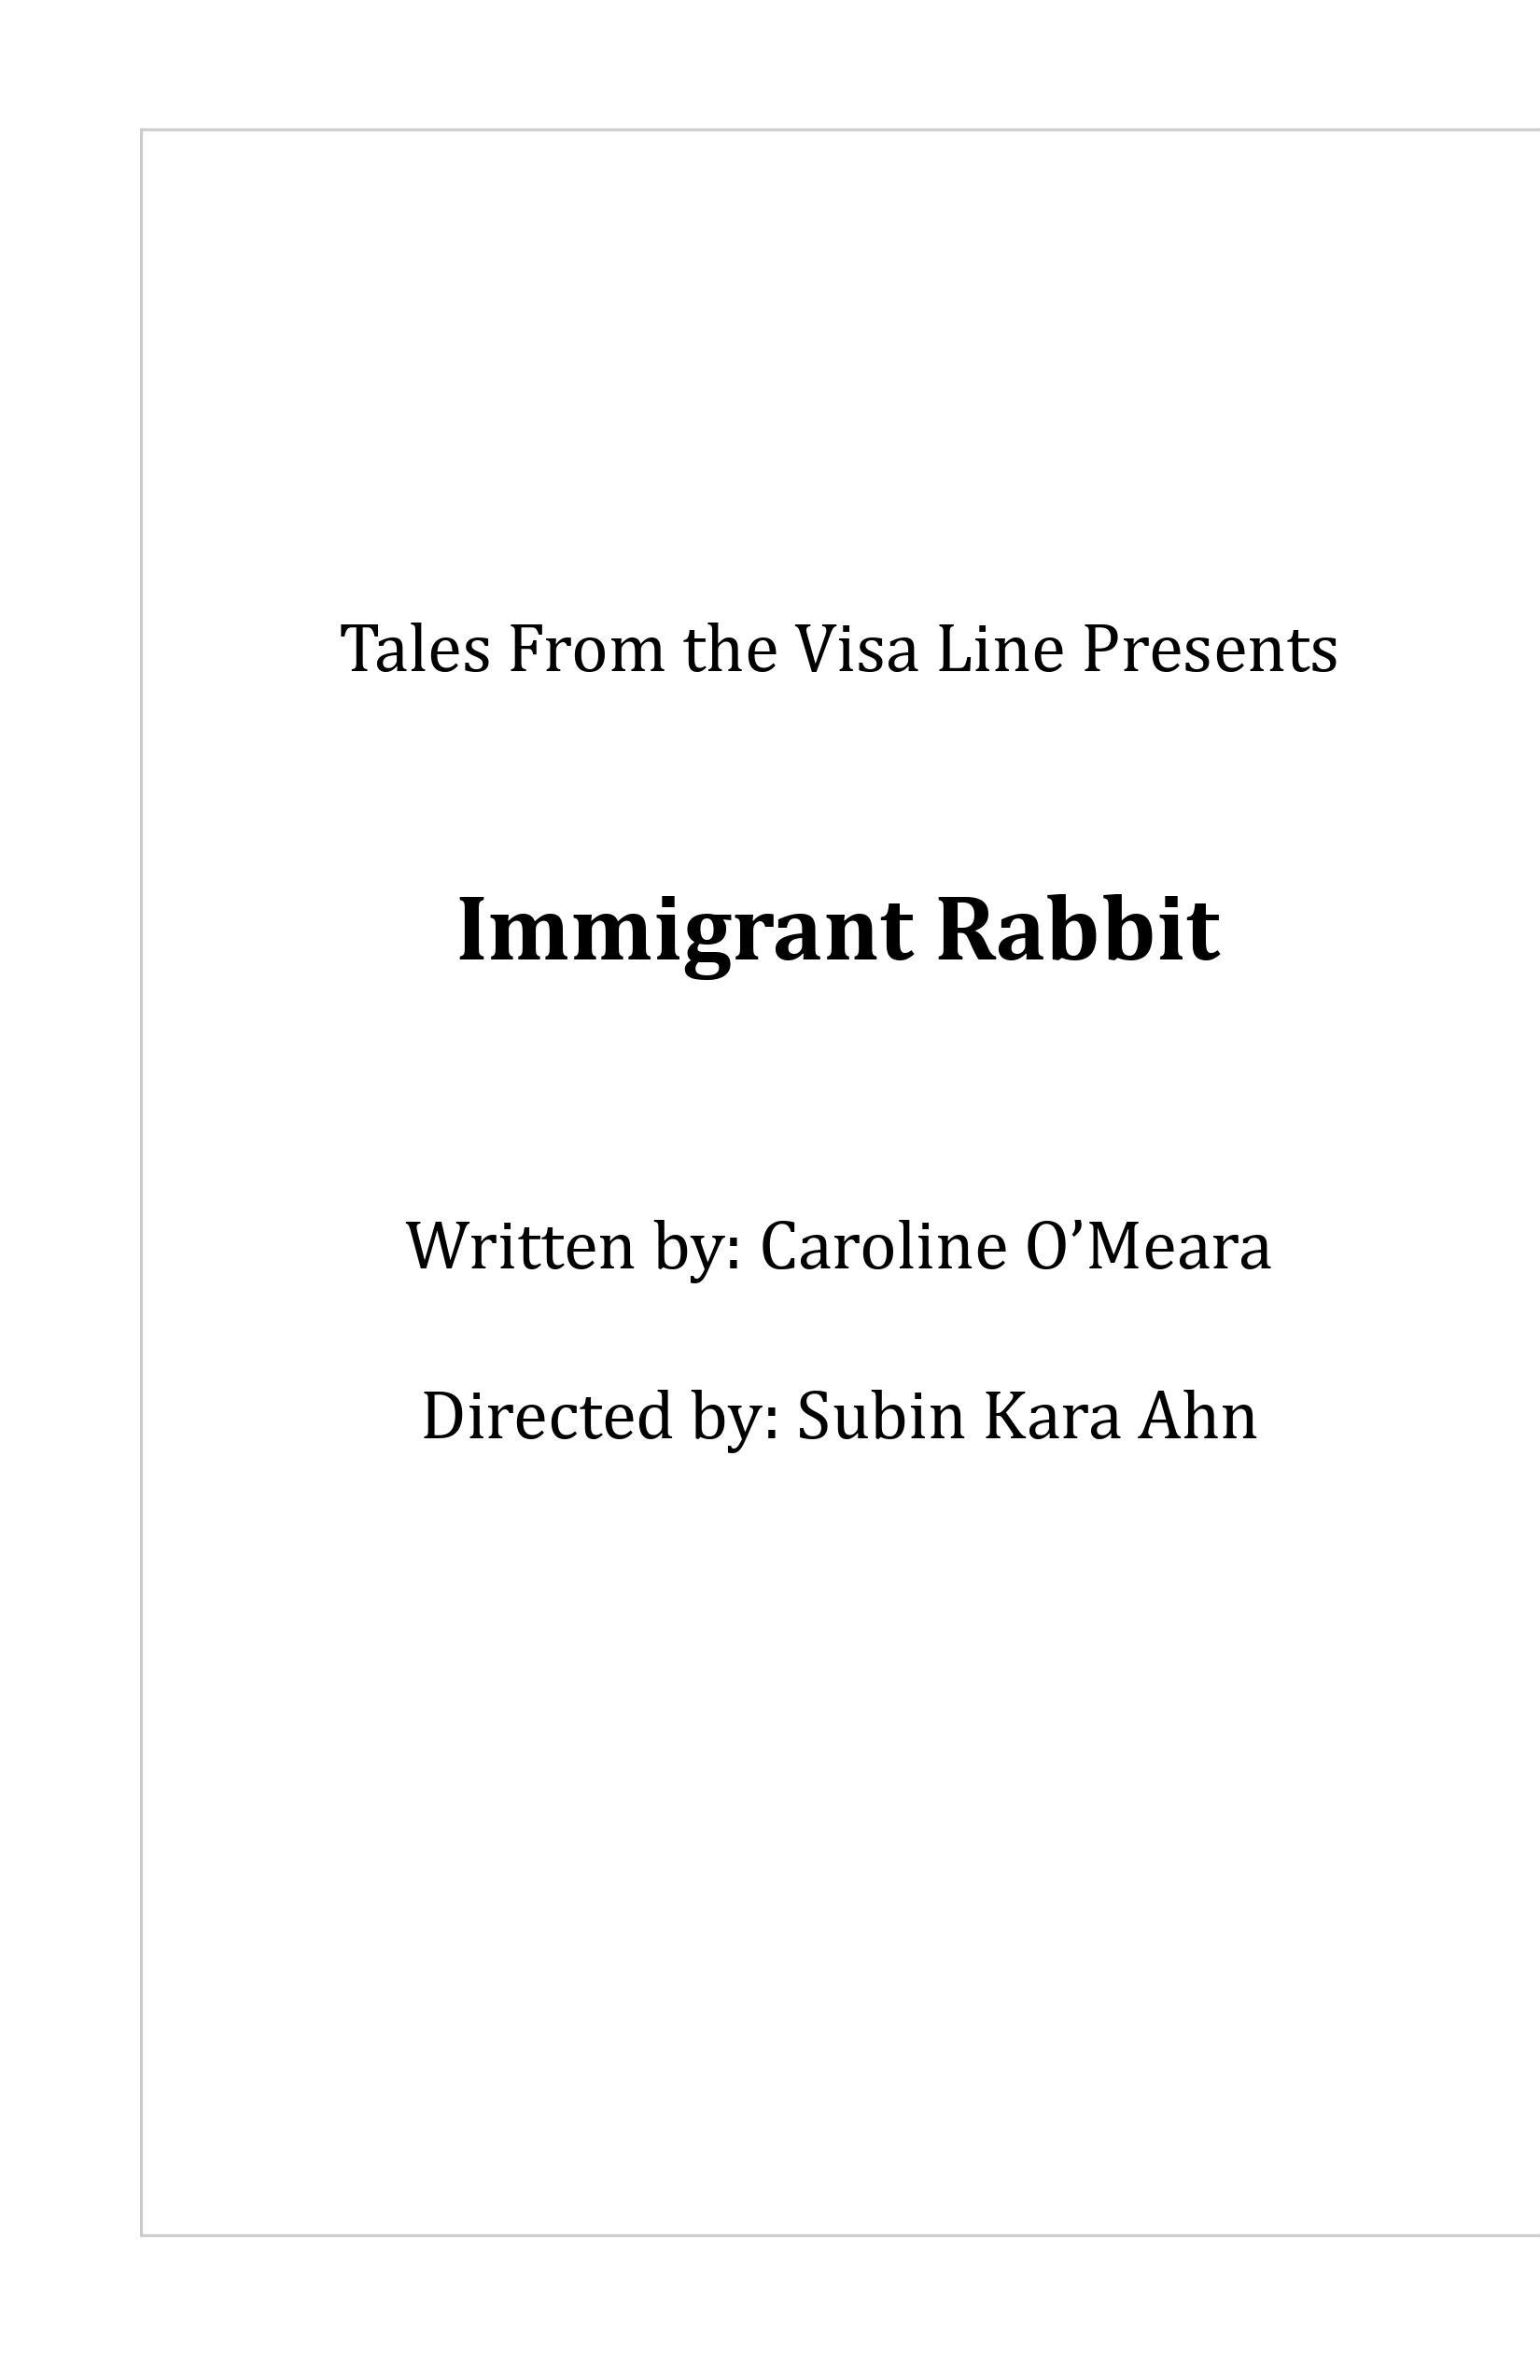 Tales From the Visa Line Presents
Immigrant Rabbit
Written by: Caroline O’Meara
Directed by: Subin Kara Ahn